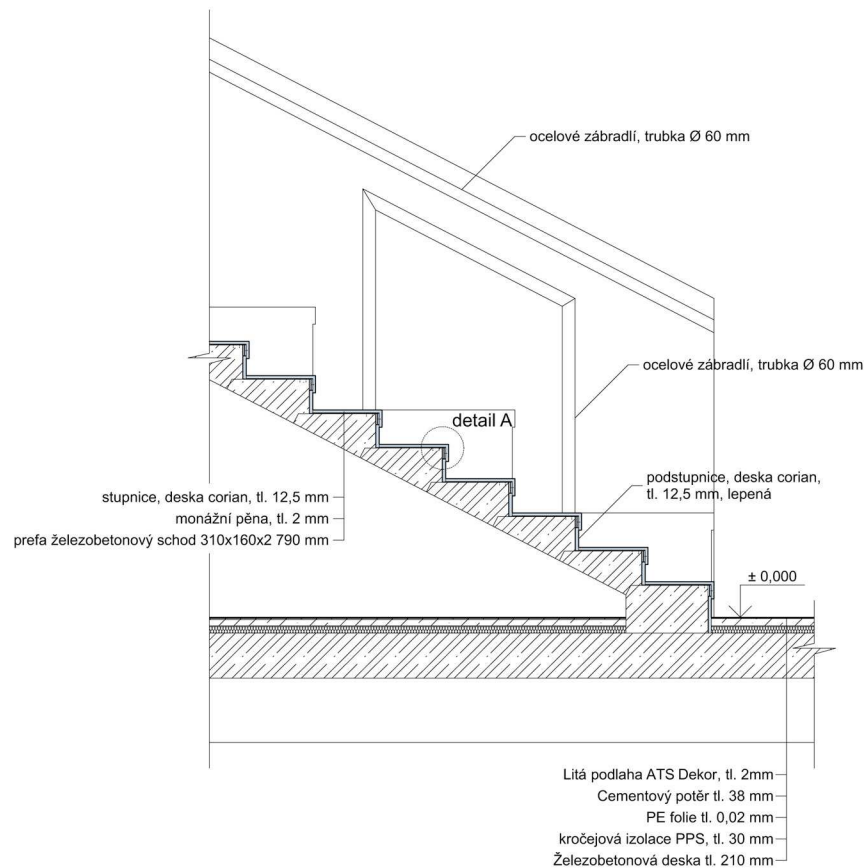 ocelové zábradlí, trubka Ø 60 mm
ocelové zábradlí, trubka Ø 60 mm
detail A
podstupnice, deska corian,
tl. 12,5 mm, lepená
stupnice, deska corian, tl. 12,5 mm
monážní pěna, tl. 2 mm
prefa železobetonový schod 310x160x2 790 mm
± 0,000
Litá podlaha ATS Dekor, tl. 2mm
Cementový potěr tl. 38 mm
PE folie tl. 0,02 mm
kročejová izolace PPS, tl. 30 mm
Železobetonová deska tl. 210 mm